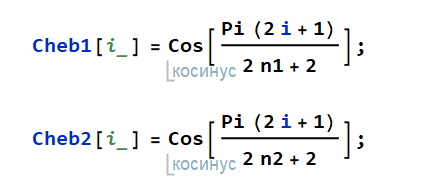 Cheb1[i_] = Cos[Pi (2 i + 1) / 2 n1 + 2];
косинус
Cheb2[i_] = Cos[Pi (2 i + 1) / 2 n2 + 2];
косинус